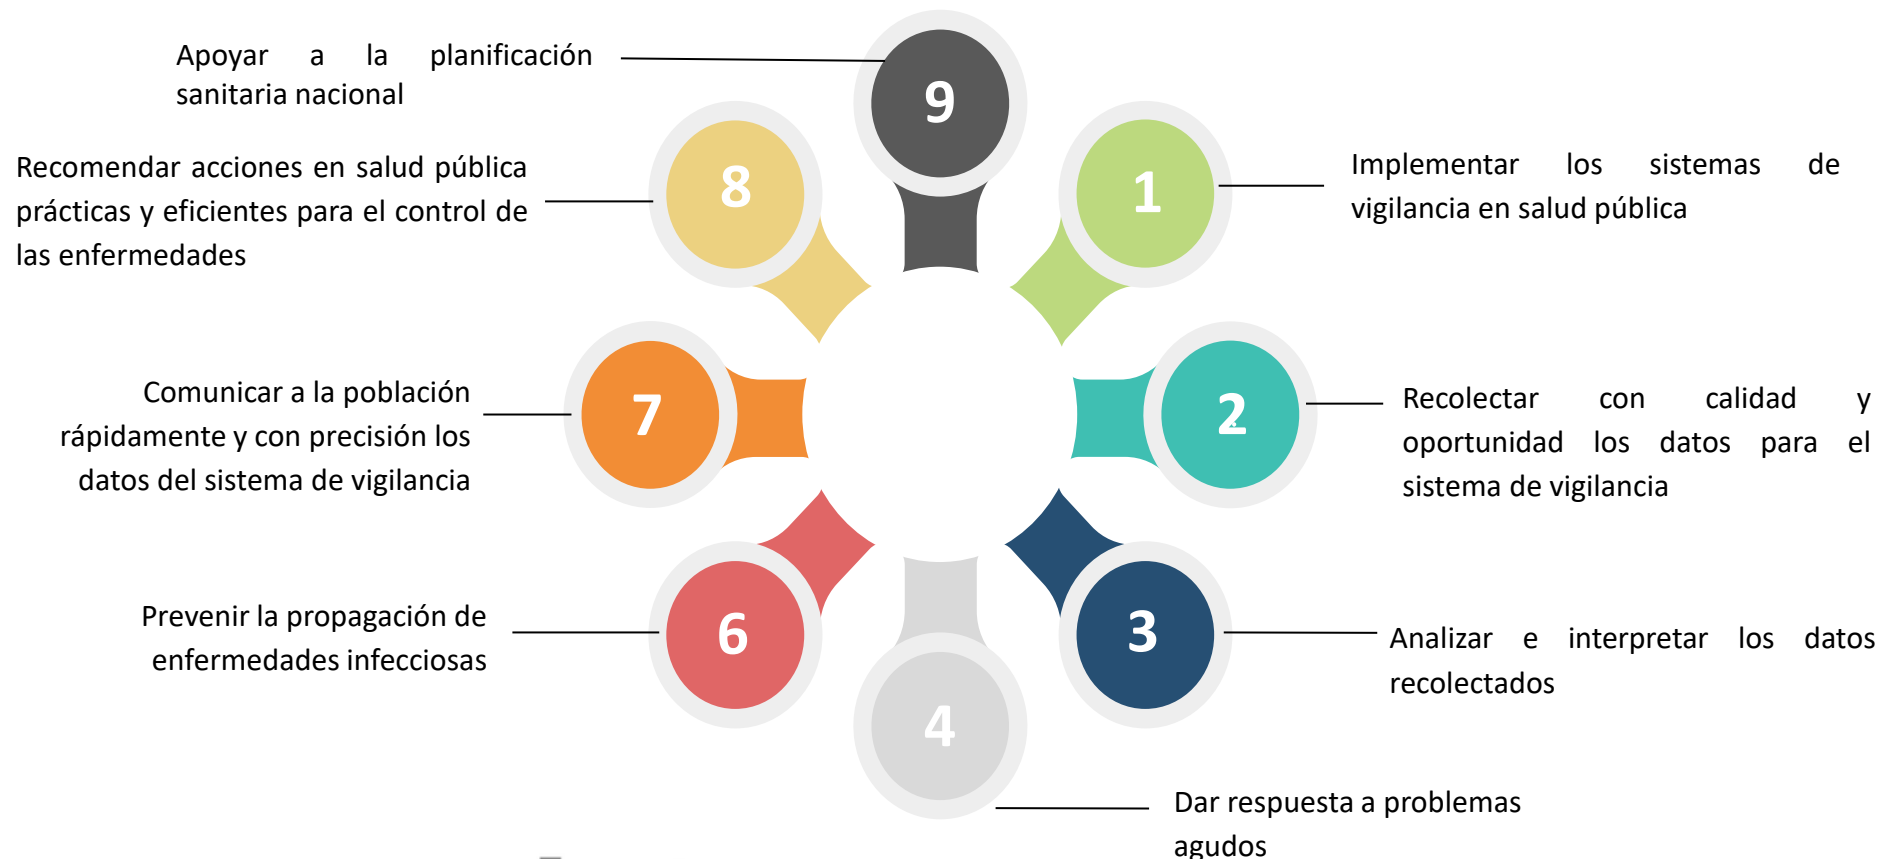 9
Apoyar a la planificación
sanitaria nacional
1
Implementar los sistemas de
vigilancia en salud pública
8
Recomendar acciones en salud pública
prácticas y eficientes para el control de
las enfermedades
2
Recolectar con calidad y
oportunidad los datos para el
sistema de vigilancia
7
Comunicar a la población
rápidamente y con precisión los
datos del sistema de vigilancia
3
Analizar e interpretar los datos
recolectados
6
Prevenir la propagación de
enfermedades infecciosas
4
Dar respuesta a problemas
agudos